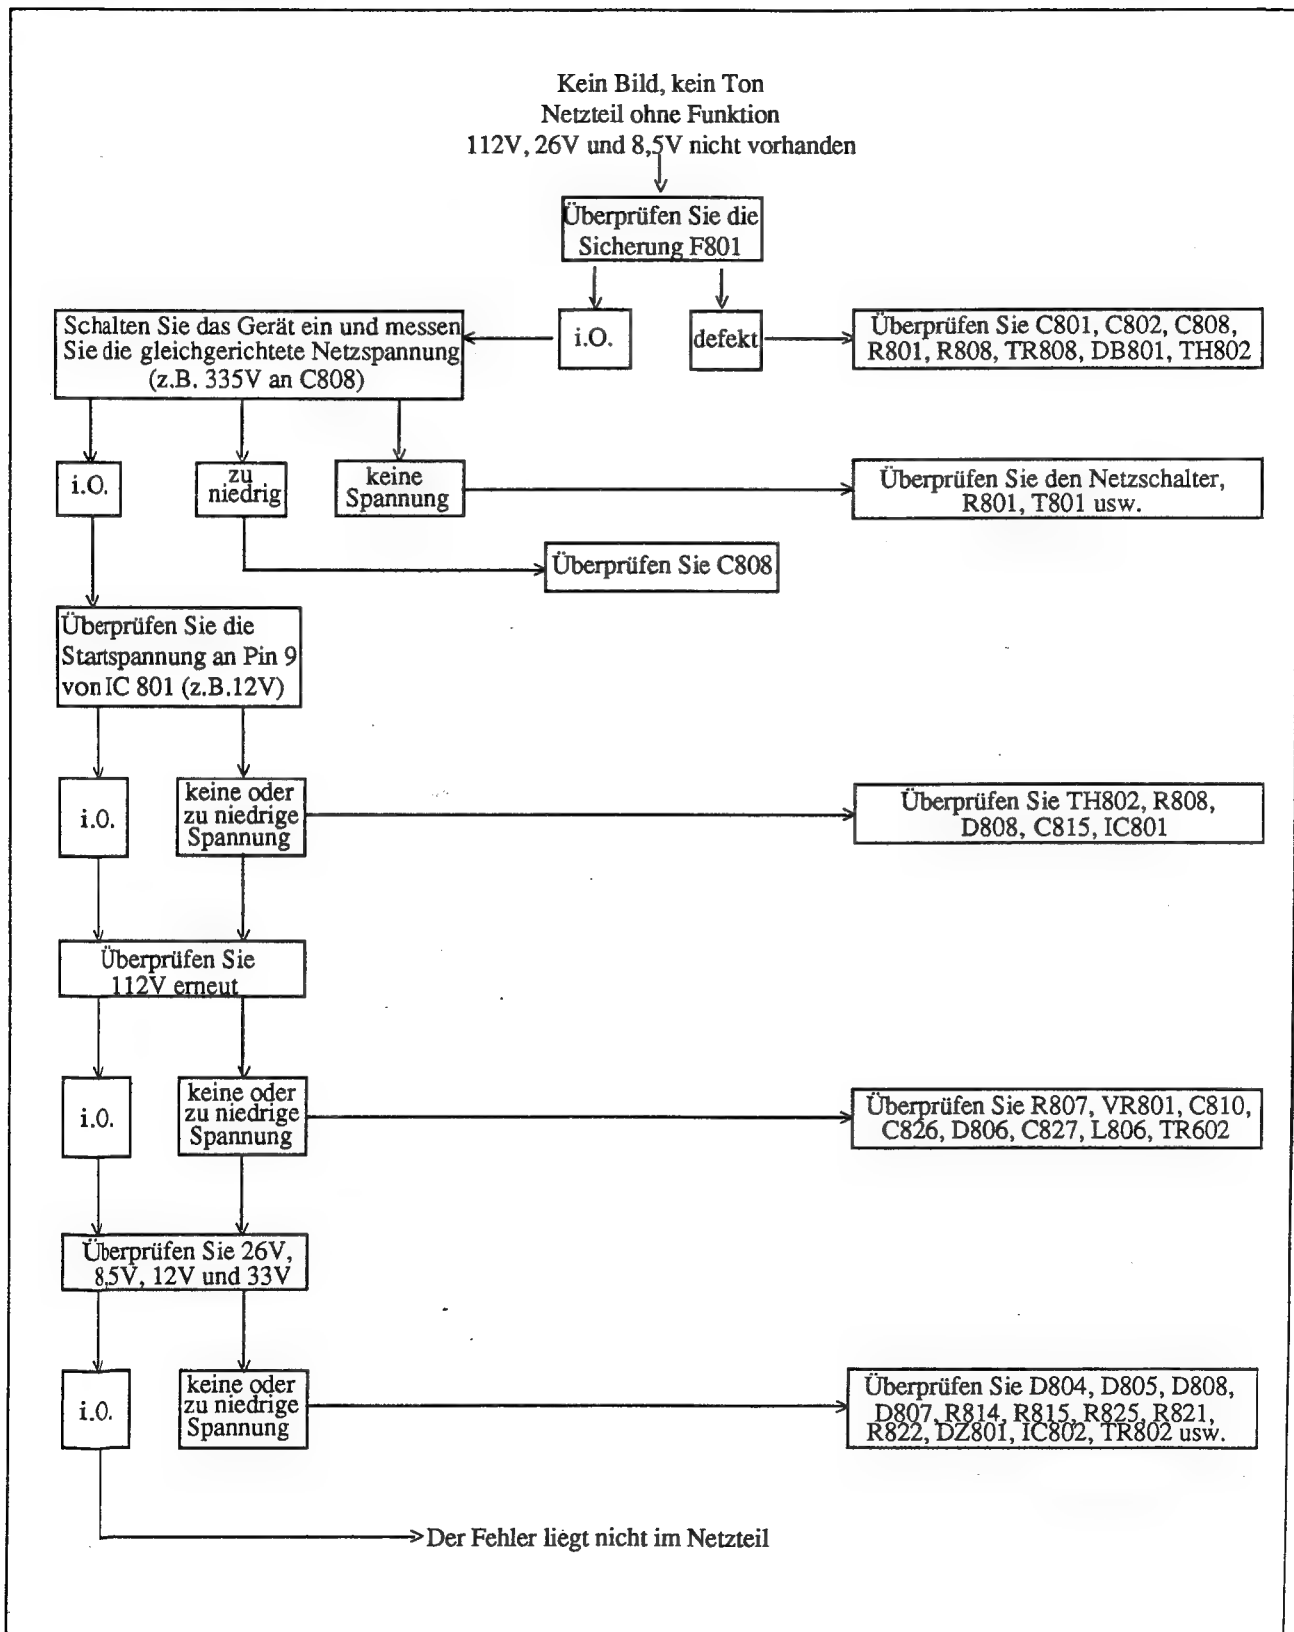 Kein Bild, kein Ton
Netzteil ohne Funktion
112V, 26V und 8,5V nicht vorhanden
Überprüfen Sie die
Sicherung F801
i.O.
defekt
Überprüfen Sie C801, C802, C808,
R801, R808, TR808, DB801, TH802
Schalten Sie das Gerät ein und messen
Sie die gleichgerichtete Netzspannung
(z.B. 335V an C808)
i.O.
zu
niedrig
keine
Spannung
Überprüfen Sie den Netzschalter,
R801, T801 usw.
Überprüfen Sie C808
Überprüfen Sie die
Startspannung an Pin 9
von IC 801 (z.B.12V)
i.O.
keine oder
zu niedrige
Spannung
Überprüfen Sie TH802, R808,
D808, C815, IC801
Überprüfen Sie
112V erneut
i.O.
keine oder
zu niedrige
Spannung
Überprüfen Sie R807, VR801, C810,
C826, D806, C827, L806, TR602
Überprüfen Sie 26V,
8,5V, 12V und 33V
i.O.
keine oder
zu niedrige
Spannung
Überprüfen Sie D804, D805, D808,
D807, R814, R815, R825, R821,
R822, DZ801, IC802, TR802 usw.
Der Fehler liegt nicht im Netzteil